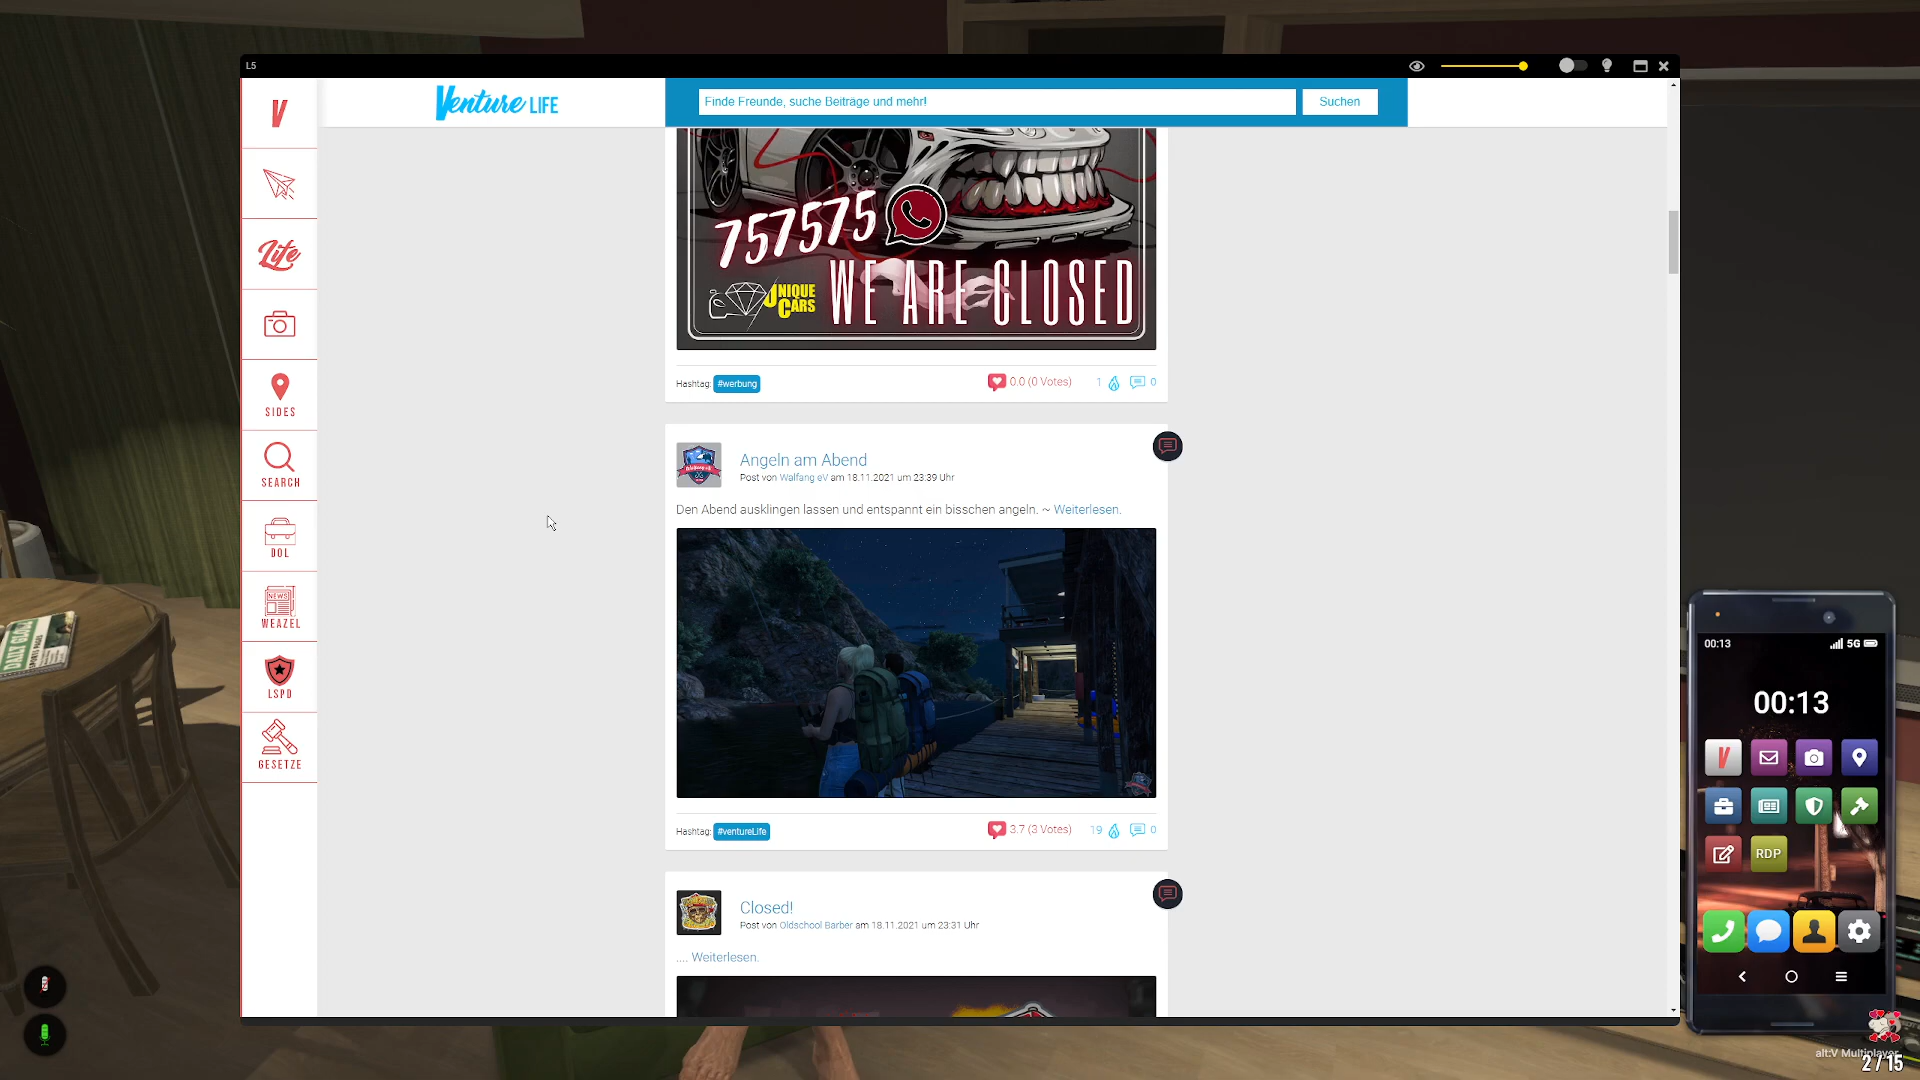 L5
Venture LIFE
Finde Freunde, suche Beiträge und mehr!
Suchen
V
Life
SIDES
SEARCH
DOL
NEWS
WEAZEL
LSPD
GESETZE
757575
UNIQUE CARS
WE ARE CLOSED
Hashtag: #werbung
0.0 (0 Votes) 1 0
Angeln am Abend
Post von Walfang eV am 18.11.2021 um 23:39 Uhr
Den Abend ausklingen lassen und entspannt ein bisschen angeln. ~ Weiterlesen.
Hashtag: #ventureLife
3.7 (3 Votes) 19 0
Closed!
Post von Oldschool Barber am 18.11.2021 um 23:31 Uhr
.... Weiterlesen.
DAILY GLOBE
00:13
5G
00:13
V
RDP
alt:V Multiplayer
2 / 15